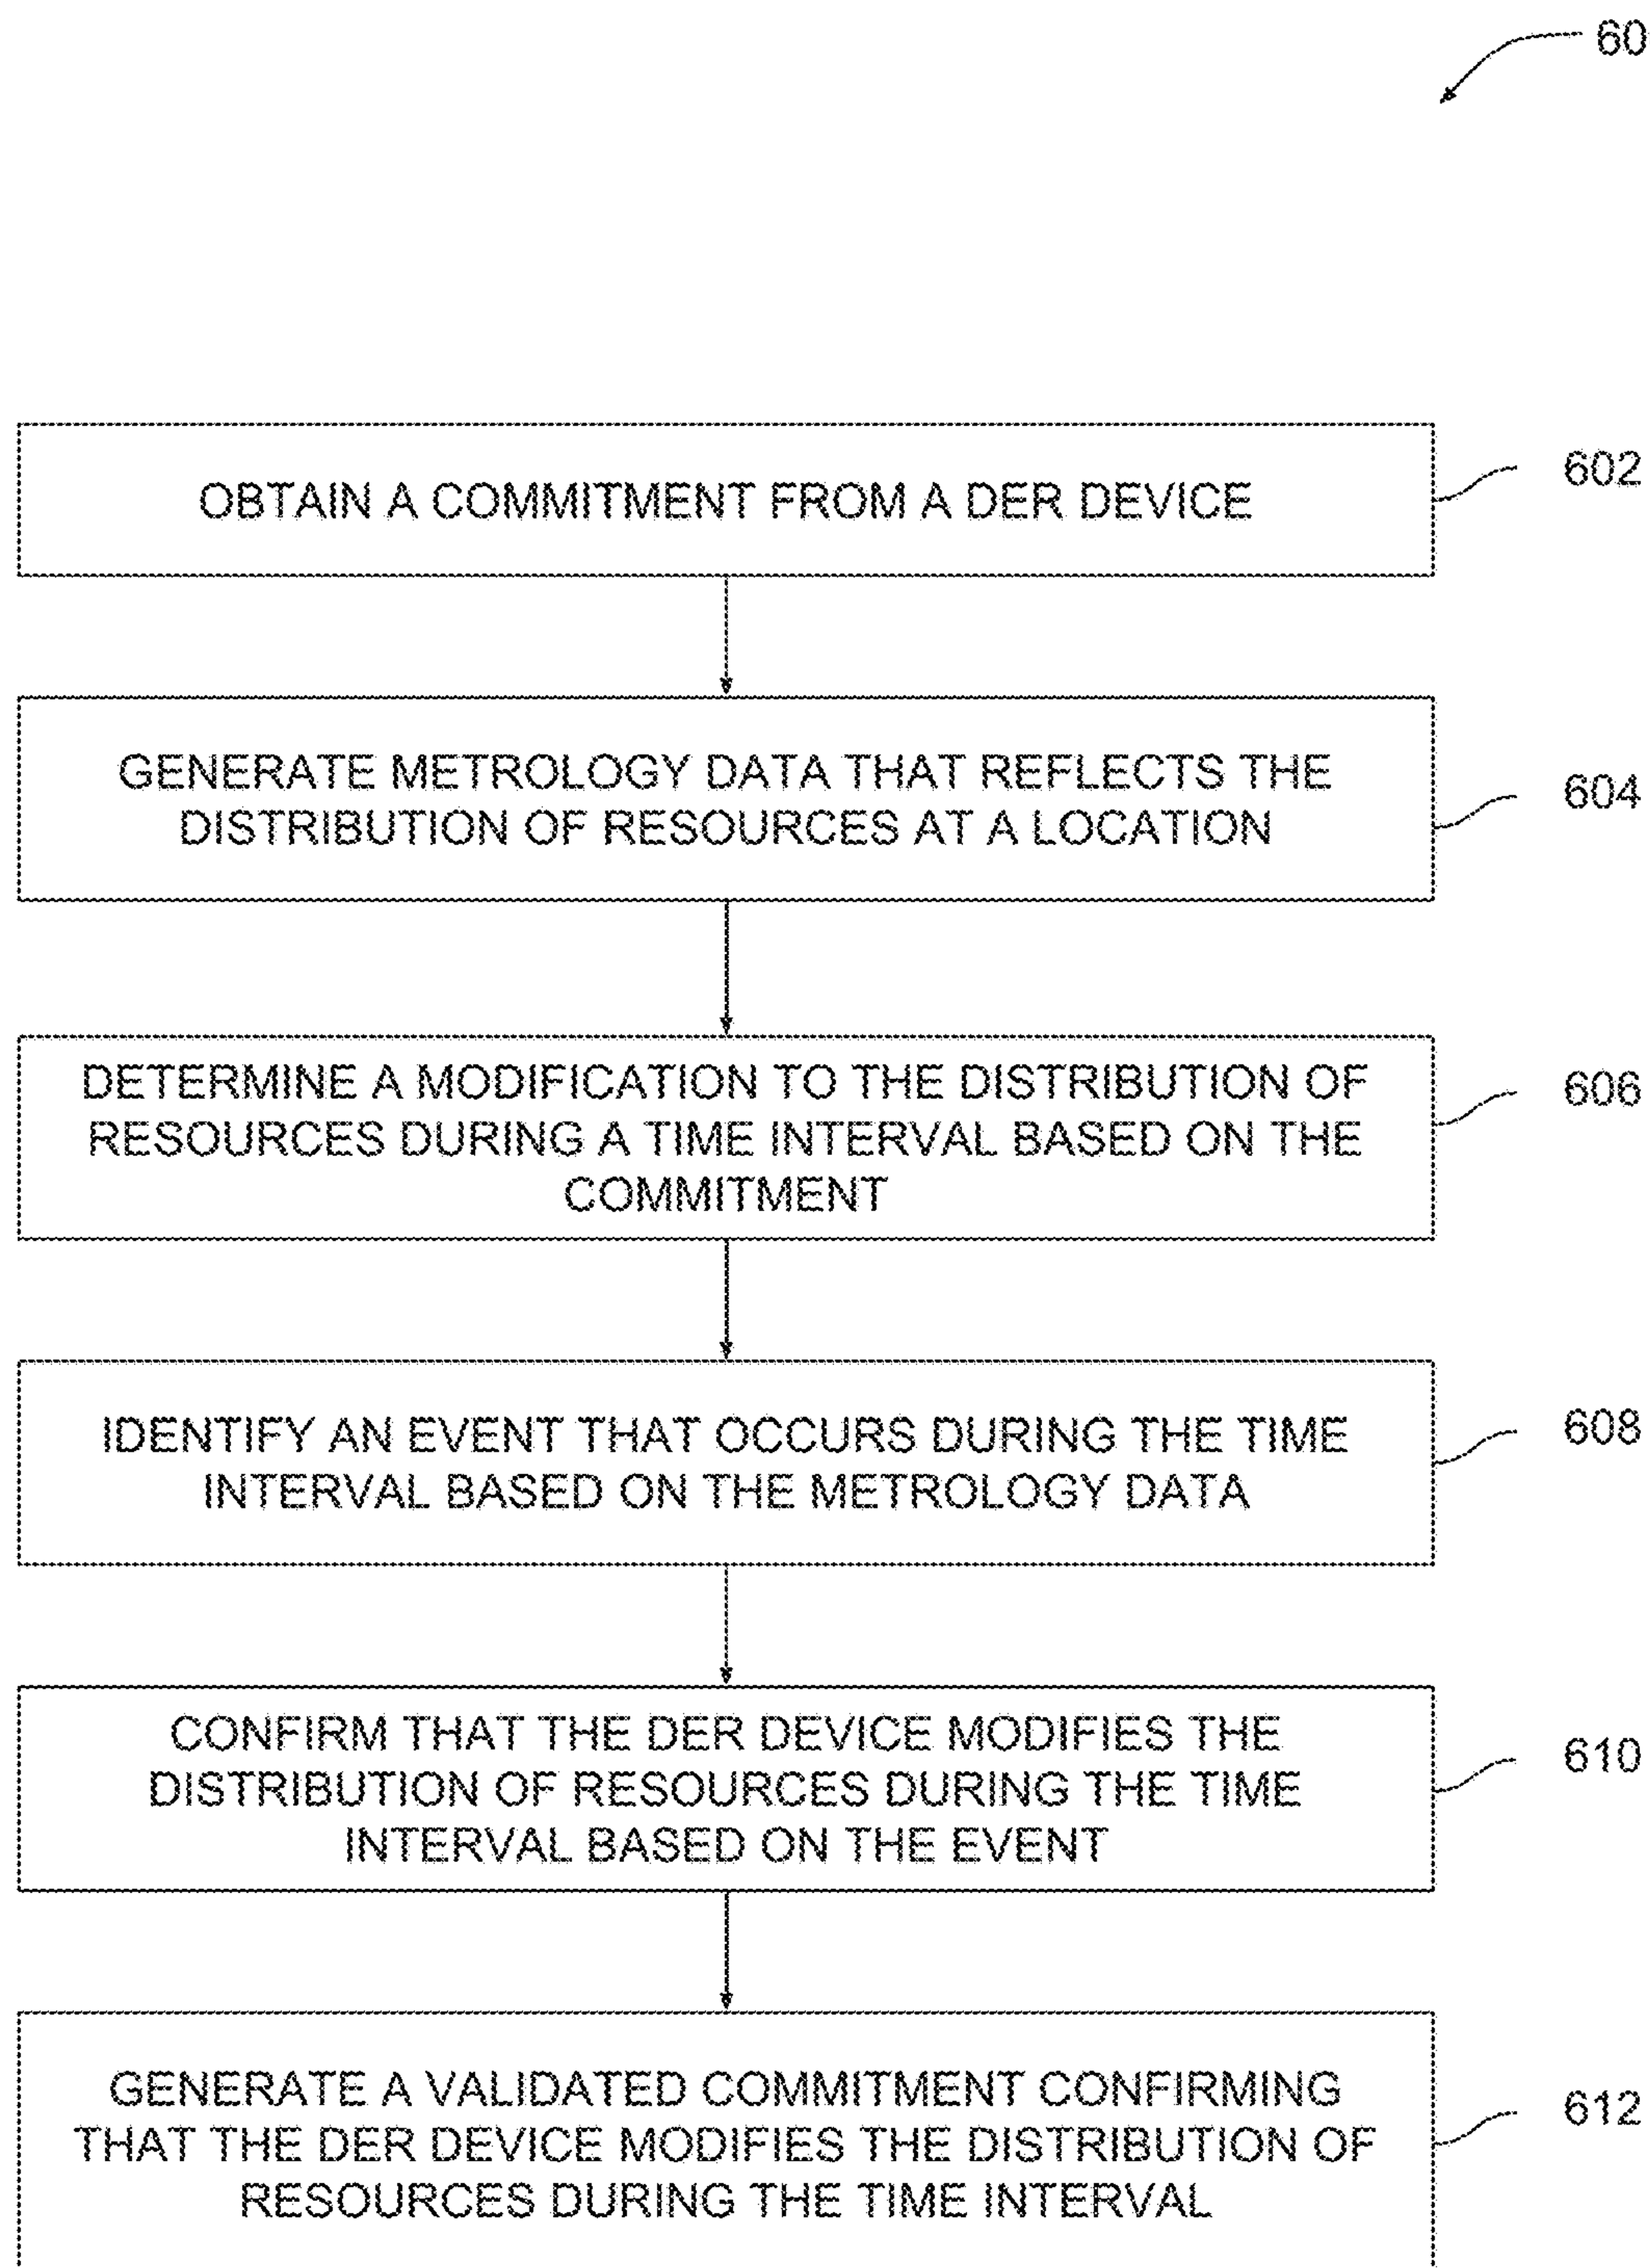 60
OBTAIN A COMMITMENT FROM A DER DEVICE
602
GENERATE METROLOGY DATA THAT REFLECTS THE
DISTRIBUTION OF RESOURCES AT A LOCATION
604
DETERMINE A MODIFICATION TO THE DISTRIBUTION OF
RESOURCES DURING A TIME INTERVAL BASED ON THE
COMMITMENT
606
IDENTIFY AN EVENT THAT OCCURS DURING THE TIME
INTERVAL BASED ON THE METROLOGY DATA
608
CONFIRM THAT THE DER DEVICE MODIFIES THE
DISTRIBUTION OF RESOURCES DURING THE TIME
INTERVAL BASED ON THE EVENT
610
GENERATE A VALIDATED COMMITMENT CONFIRMING
THAT THE DER DEVICE MODIFIES THE DISTRIBUTION OF
RESOURCES DURING THE TIME INTERVAL
612